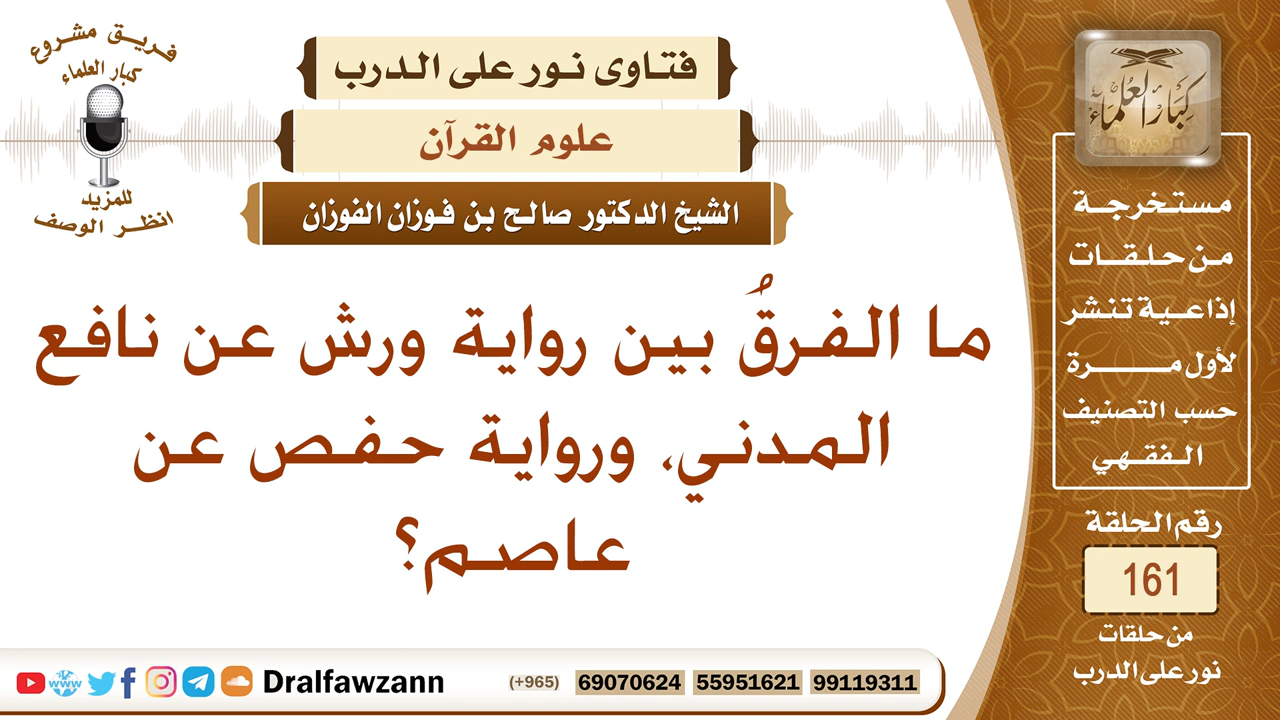 فريق مشروع
كبار العلماء
للمزيد
انظر الوصف
فتاوى نور على الدرب
علوم القرآن
الشيخ الدكتور صالح بن فوزان الفوزان
ما الفرقُ بين رواية ورش عن نافع
المدني، ورواية حفص عن
عاصم؟
كبار العلماء
مستخرجة
من حلقات
إذاعية تنشر
لأول مرة
حسب التصنيف
الفقهي
رقم الحلقة
161
من حلقات
نور على الدرب
www Dralfawzann (+965) 69070624 55951621 99119311